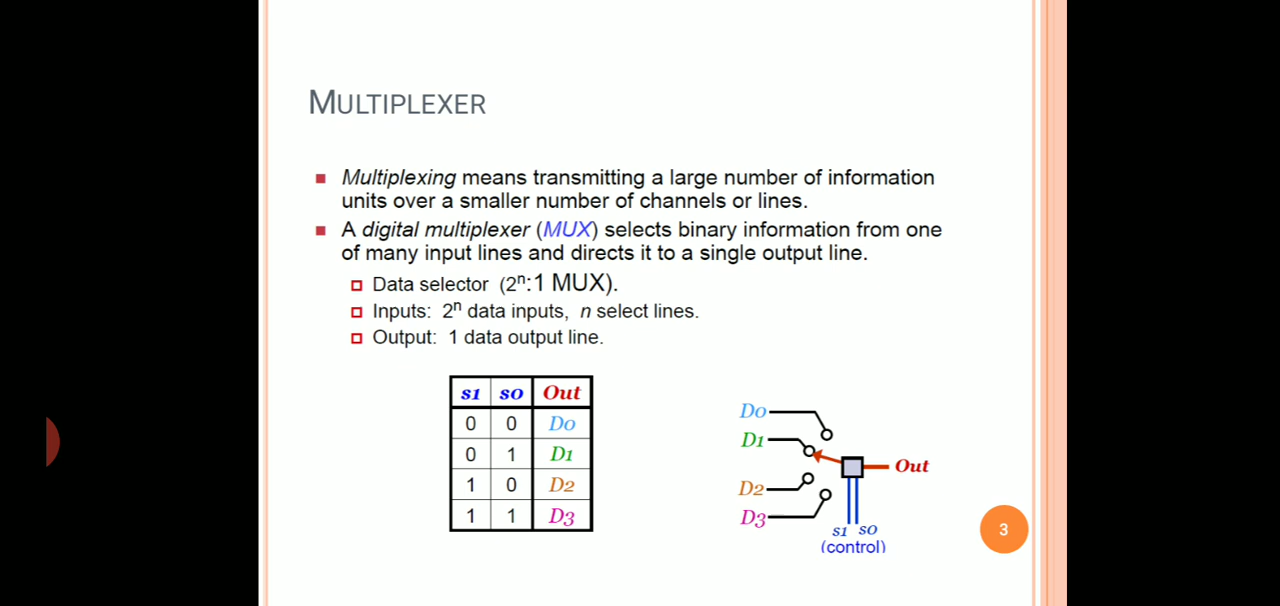 MULTIPLEXER
Multiplexing means transmitting a large number of information
units over a smaller number of channels or lines.
A digital multiplexer (MUX) selects binary information from one
of many input lines and directs it to a single output line.
Data selector (2ⁿ:1 MUX).
Inputs: 2ⁿ data inputs, n select lines.
Output: 1 data output line.
s1 s0 Out
0 0 D0
0 1 D1
1 0 D2
1 1 D3
D0
D1
Out
D2
D3
s1 s0
(control)
3